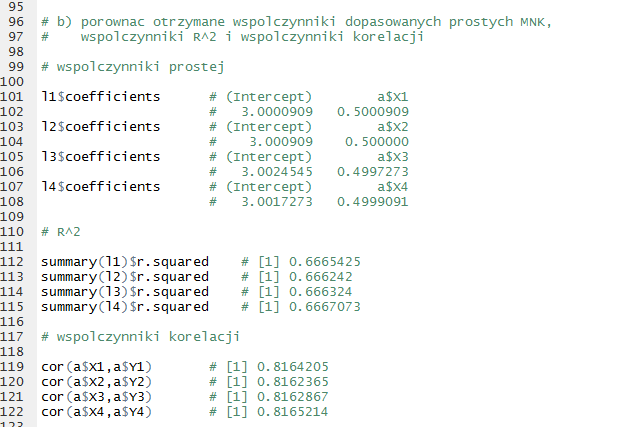 95
96 # b) porownac otrzymane wspolczynniki dopasowanych prostych MNK,
97 #    wspolczynniki R^2 i wspolczynniki korelacji
98
99 # wspolczynniki prostej
100
101 l1$coefficients      # (Intercept)        a$X1
102                      #   3.0000909   0.5000909
103 l2$coefficients      # (Intercept)        a$X2
104                      #    3.000909    0.500000
105 l3$coefficients      # (Intercept)        a$X3
106                      #   3.0024545   0.4997273
107 l4$coefficients      # (Intercept)        a$X4
108                      #   3.0017273   0.4999091
109
110 # R^2
111
112 summary(l1)$r.squared    # [1] 0.6665425
113 summary(l2)$r.squared    # [1] 0.666242
114 summary(l3)$r.squared    # [1] 0.666324
115 summary(l4)$r.squared    # [1] 0.6667073
116
117 # wspolczynniki korelacji
118
119 cor(a$X1,a$Y1)       # [1] 0.8164205
120 cor(a$X2,a$Y2)       # [1] 0.8162365
121 cor(a$X3,a$Y3)       # [1] 0.8162867
122 cor(a$X4,a$Y4)       # [1] 0.8165214
123